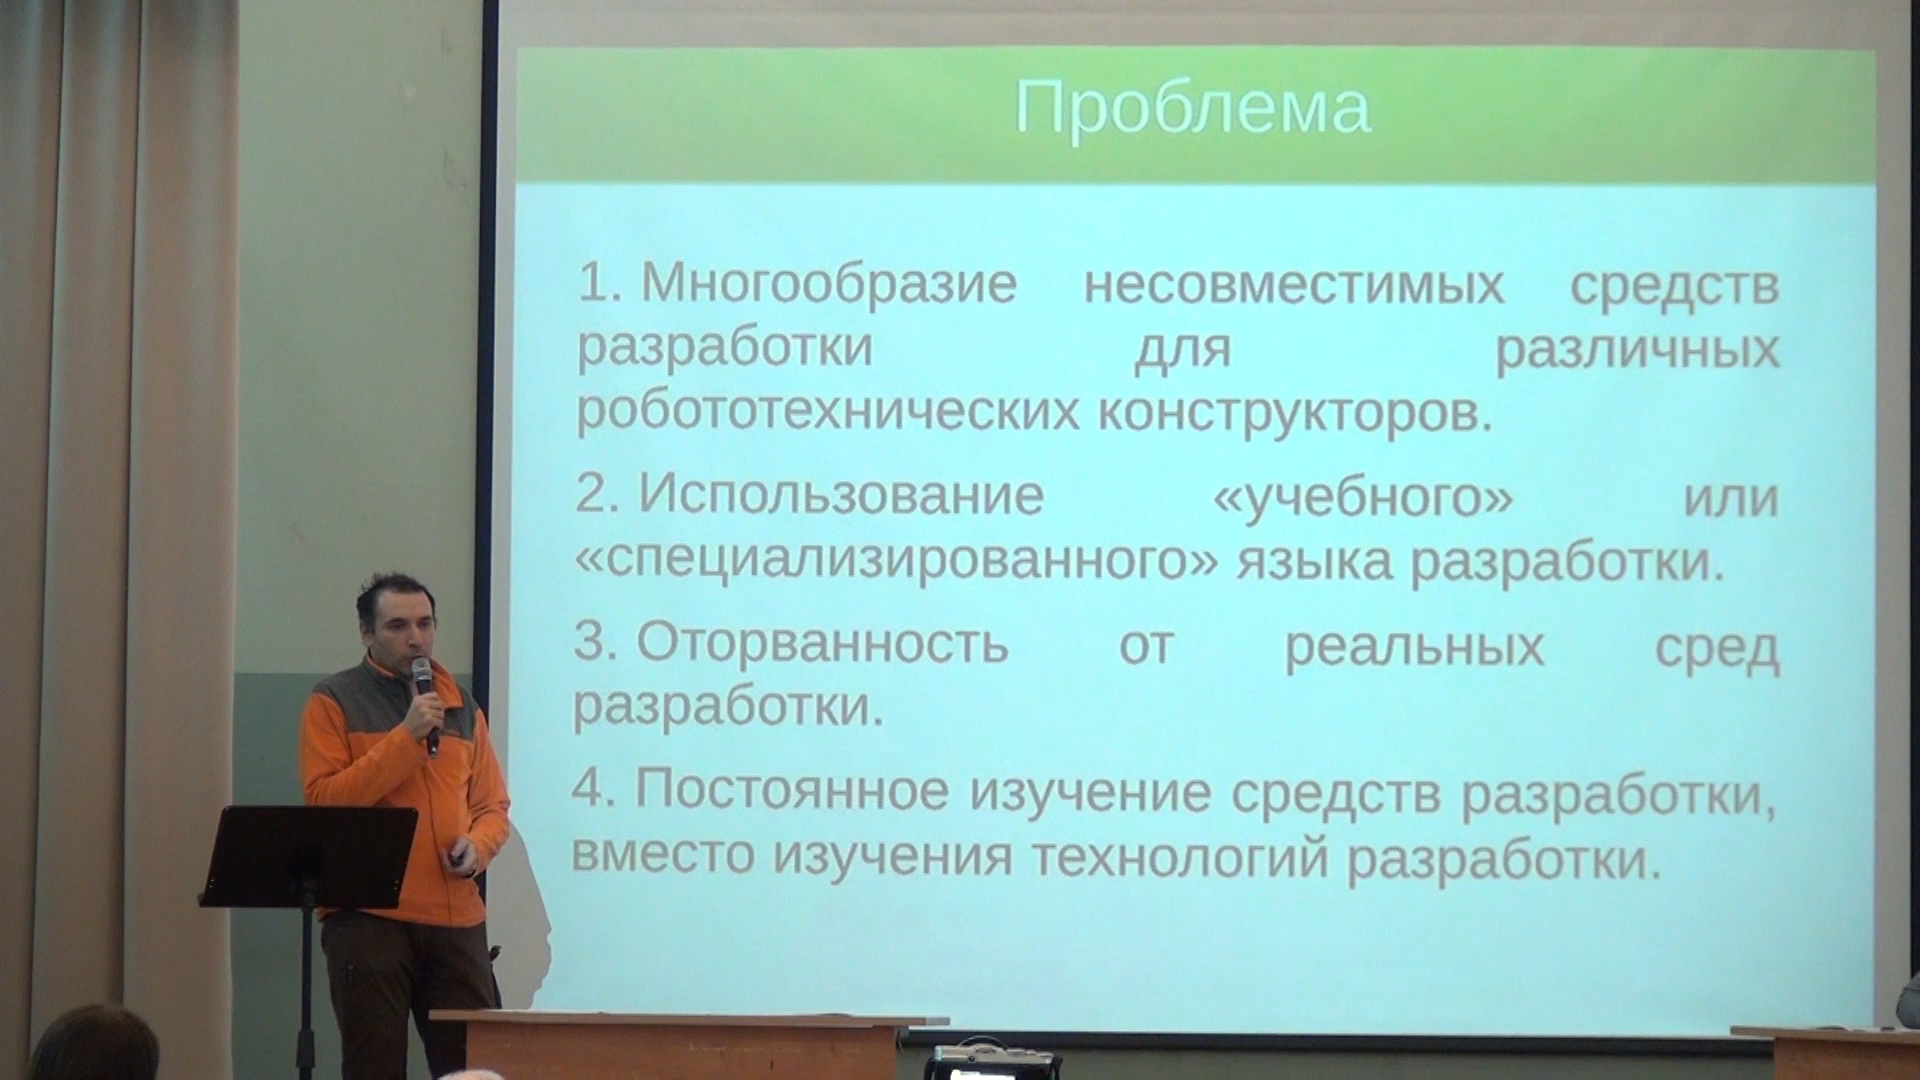 Проблема
1. Многообразие несовместимых средств
разработки для различных
робототехнических конструкторов.
2. Использование «учебного» или
«специализированного» языка разработки.
3. Оторванность от реальных сред
разработки.
4. Постоянное изучение средств разработки,
вместо изучения технологий разработки.